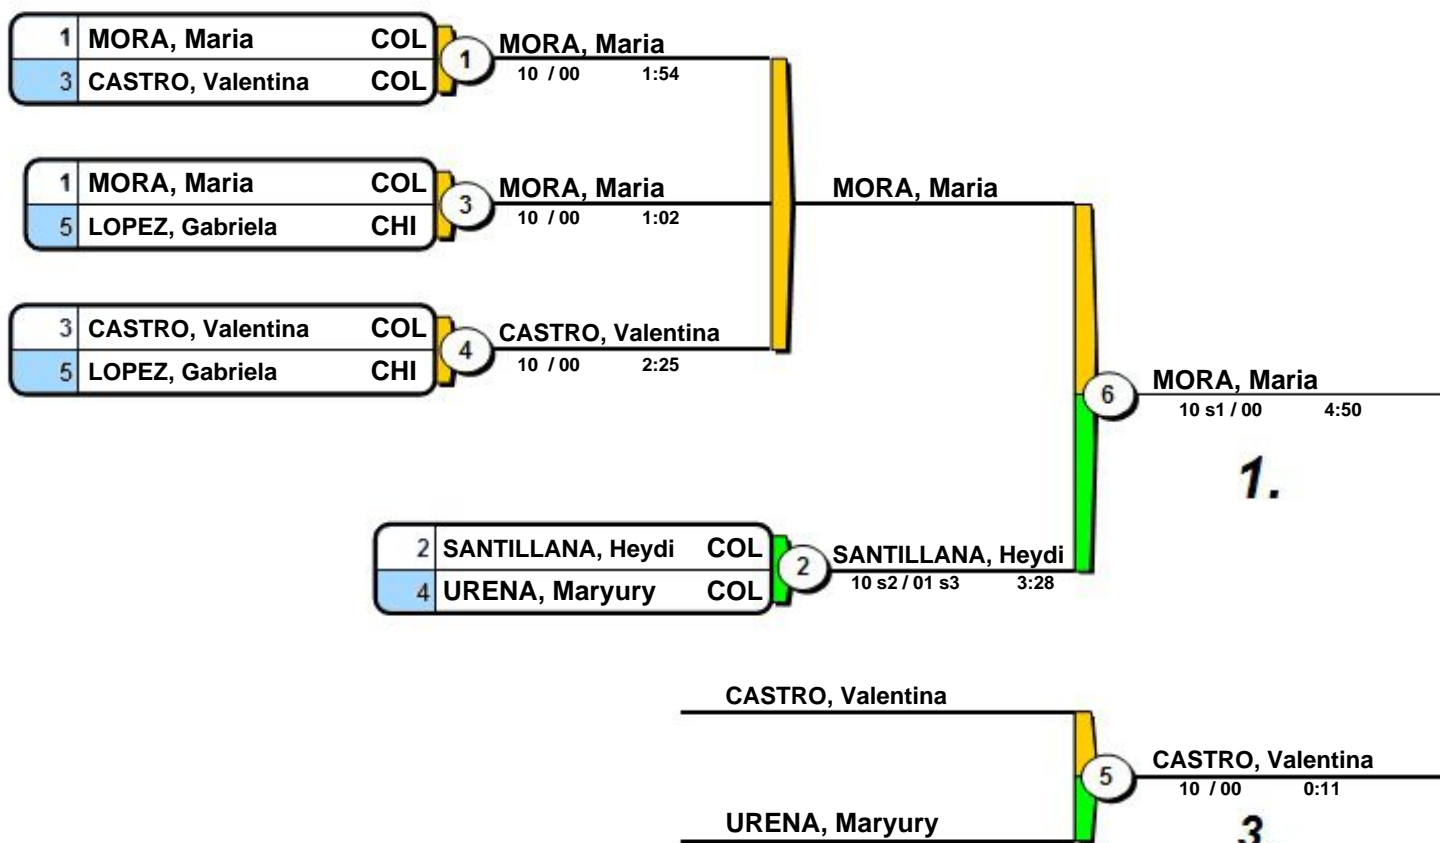 1 MORA, Maria COL
3 CASTRO, Valentina COL
1 MORA, Maria
10 / 00 1:54
1 MORA, Maria COL
5 LOPEZ, Gabriela CHI
3 MORA, Maria
10 / 00 1:02
MORA, Maria
3 CASTRO, Valentina COL
5 LOPEZ, Gabriela CHI
4 CASTRO, Valentina
10 / 00 2:25
6 MORA, Maria
10 s1 / 00 4:50
1.
2 SANTILLANA, Heydi COL
4 URENA, Maryury COL
2 SANTILLANA, Heydi
10 s2 / 01 s3 3:28
CASTRO, Valentina
5 CASTRO, Valentina
10 / 00 0:11
URENA, Maryury
3.